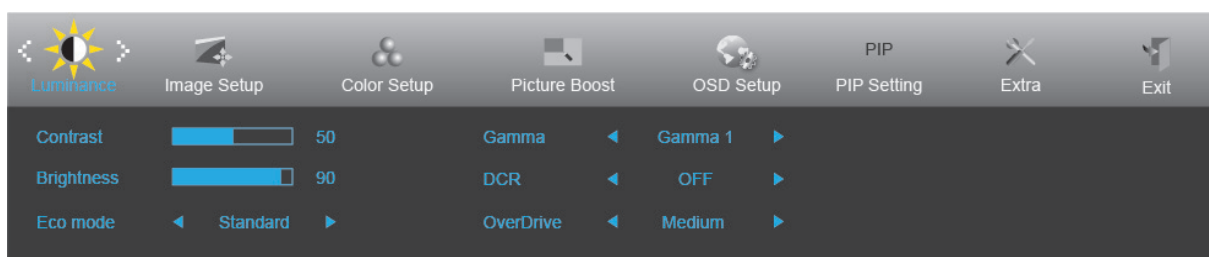 PIP
Luminance Image Setup Color Setup Picture Boost OSD Setup PIP Setting Extra Exit
Contrast 50 Gamma Gamma 1
Brightness 90 DCR OFF
Eco mode Standard OverDrive Medium